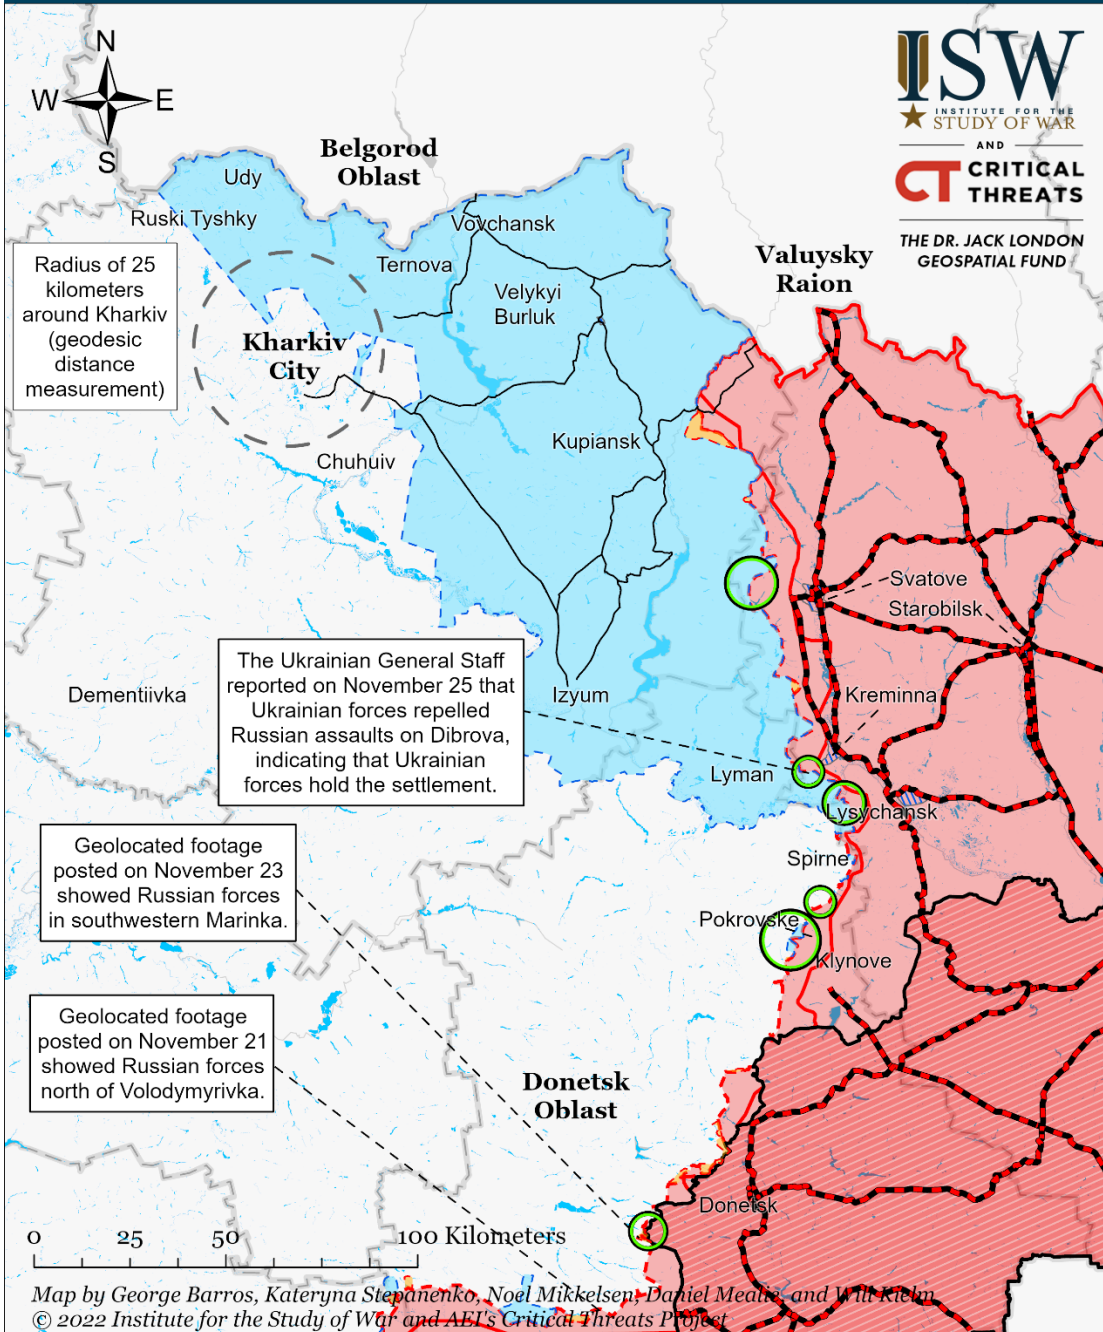 N
W
E
S
ISW
INSTITUTE FOR THE
STUDY OF WAR
AND
CT CRITICAL
THREATS
THE DR. JACK LONDON
GEOSPATIAL FUND
Belgorod
Oblast
Udy
Ruski Tyshky
Vovchansk
Ternova
Valuysky
Raion
Radius of 25
kilometers
around Kharkiv
(geodesic
distance
measurement)
Velykyi
Burluk
Kharkiv
City
Kupiansk
Chuhuiv
Svatove
Starobilsk
The Ukrainian General Staff
reported on November 25 that
Ukrainian forces repelled
Russian assaults on Dibrova,
indicating that Ukrainian
forces hold the settlement.
Dementiivka
Izyum
Kreminna
Lyman
Lysychansk
Geolocated footage
posted on November 23
showed Russian forces
in southwestern Marinka.
Spirne
Pokrovske
Klynove
Geolocated footage
posted on November 21
showed Russian forces
north of Volodymyrivka.
Donetsk
Oblast
Donetsk
0 25 50 100 Kilometers
Map by George Barros, Kateryna Stepanenko, Noel Mikkelsen, Daniel Mealie, and Will Kielm
© 2022 Institute for the Study of War and AEI's Critical Threats Project